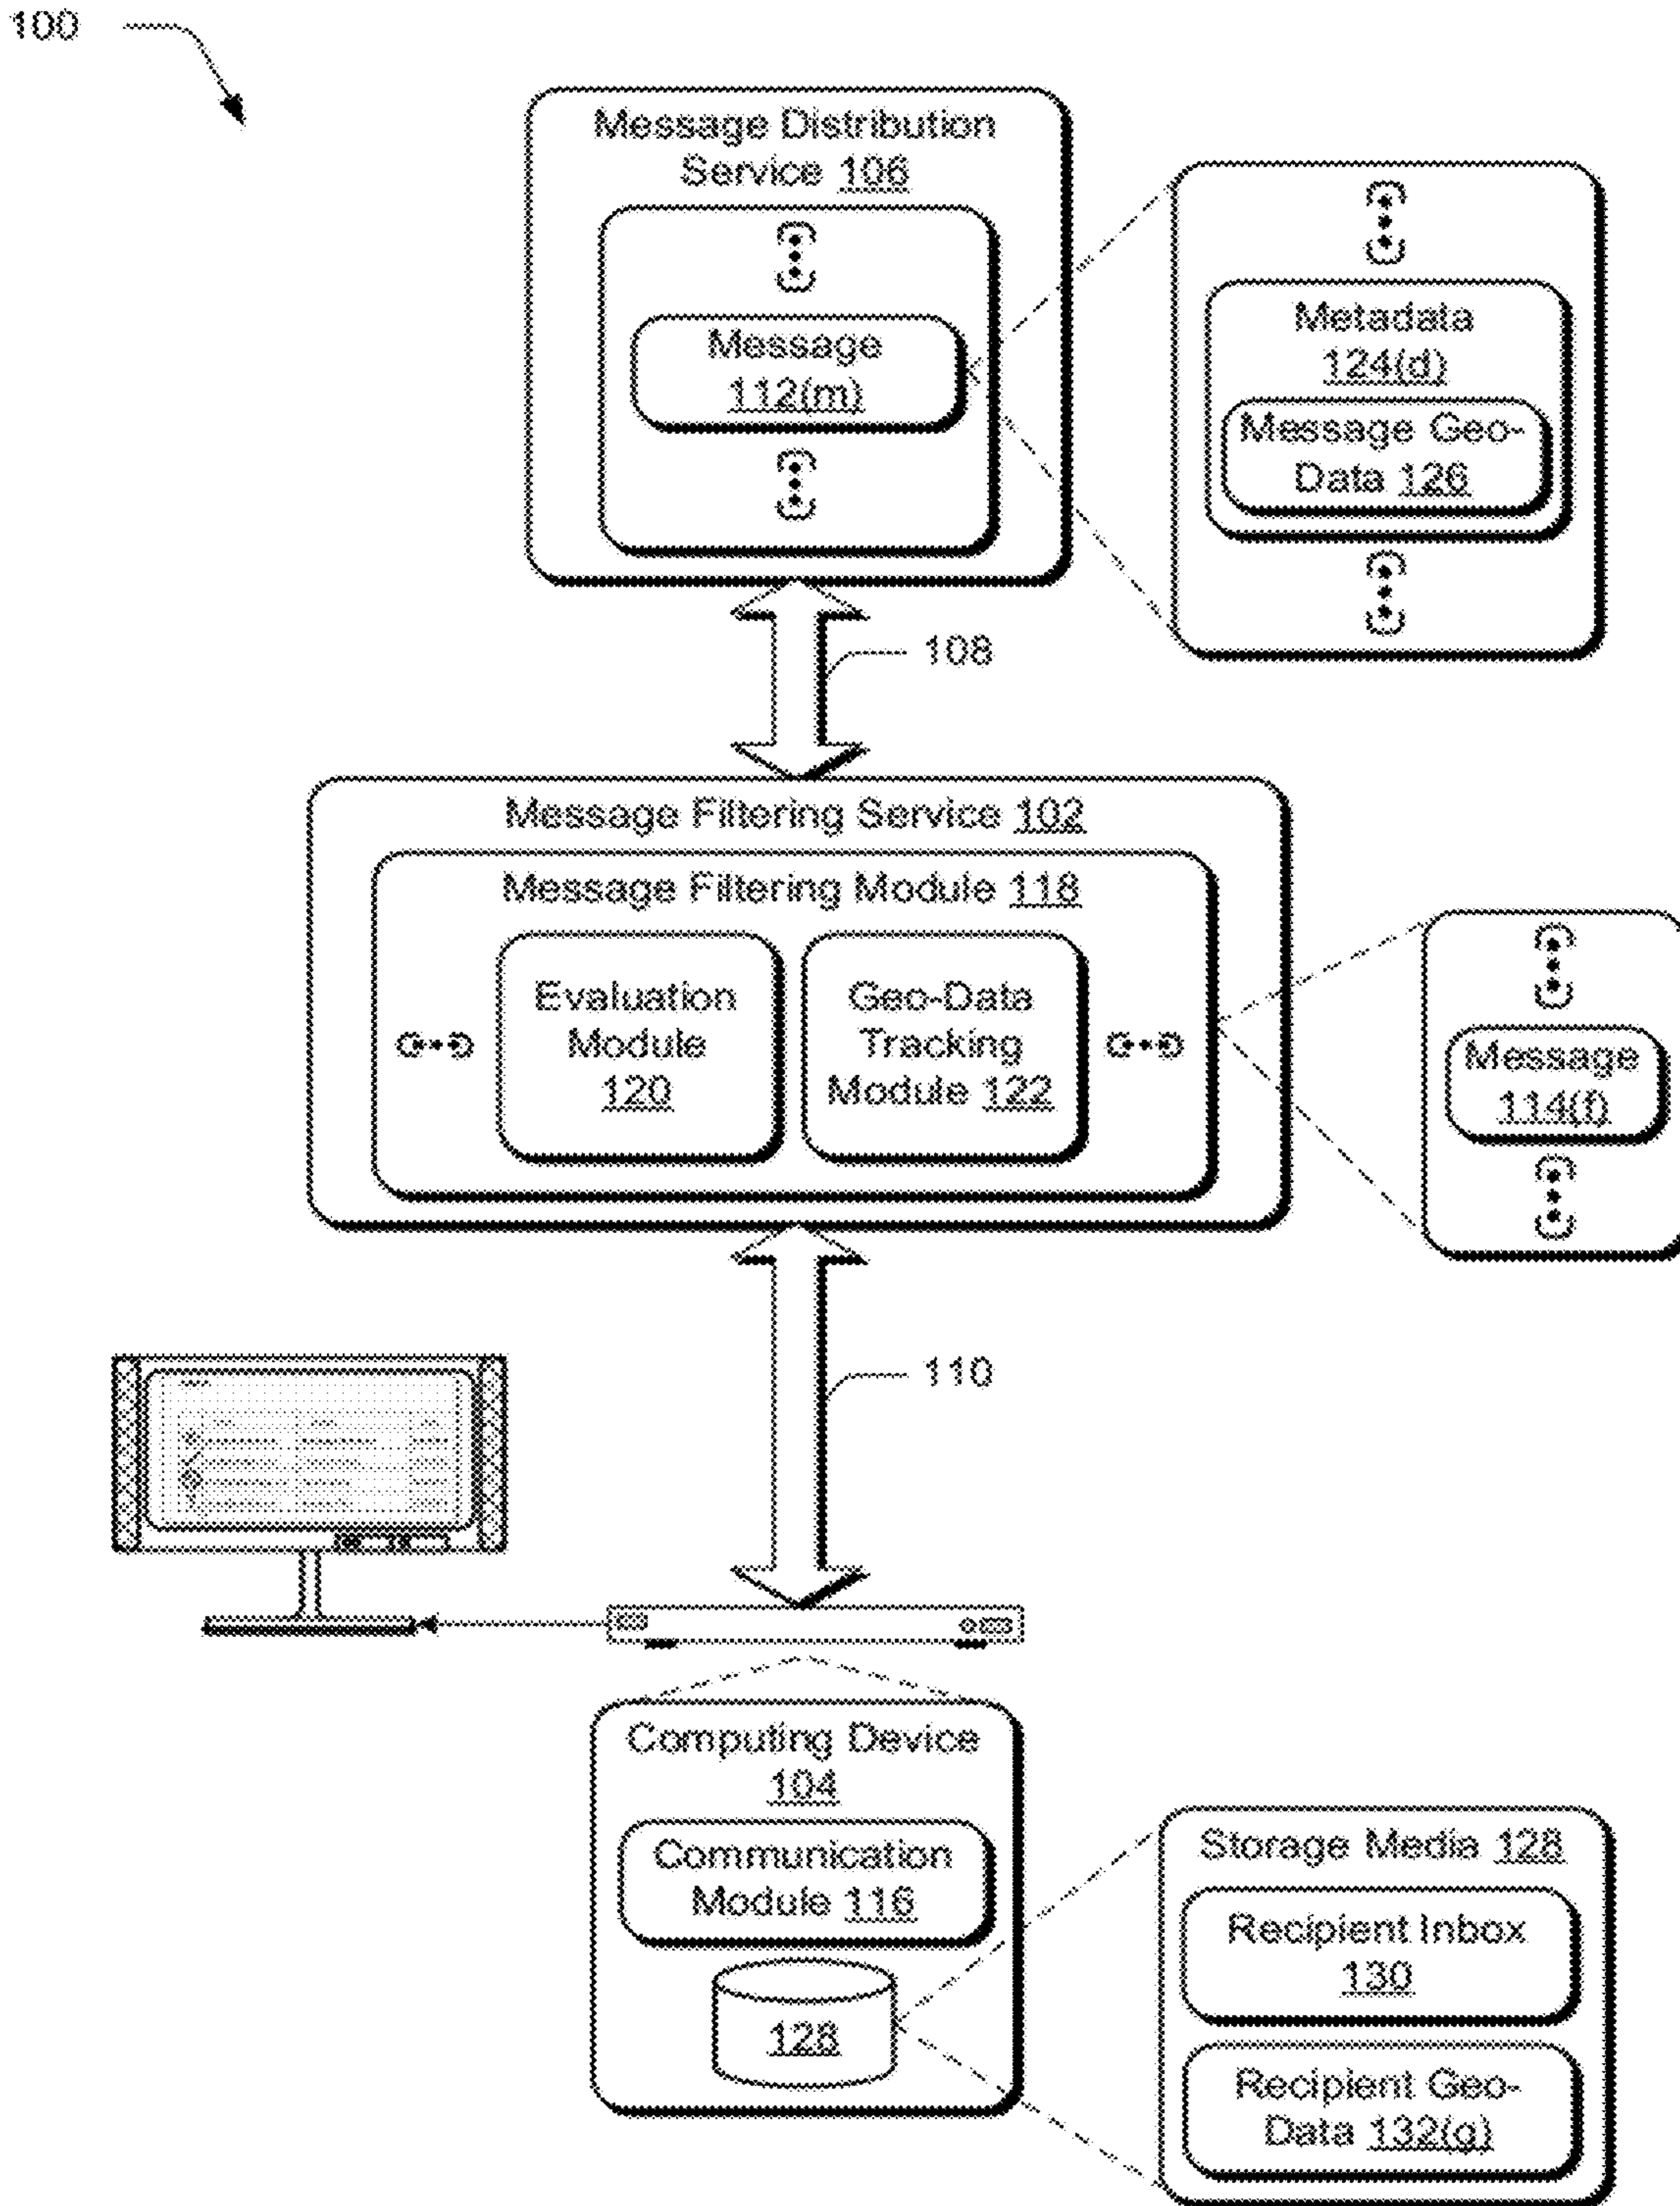 100
Message Distribution
Service 106
Message
112(m)
Metadata
124(d)
Message Geo-
Data 126
108
Message Filtering Service 102
Message Filtering Module 118
Evaluation
Module
120
Geo-Data
Tracking
Module 122
Message
114(f)
110
Computing Device
104
Communication
Module 116
128
Storage Media 128
Recipient Inbox
130
Recipient Geo-
Data 132(g)